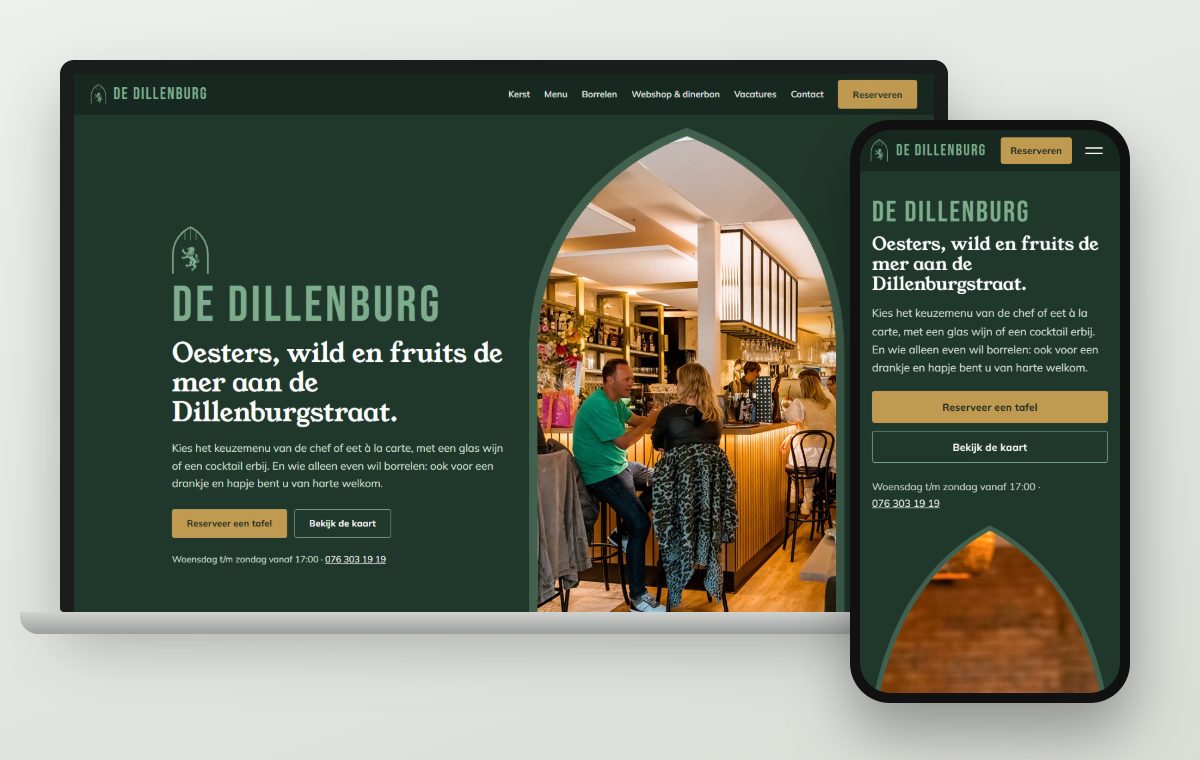 DE DILLENBURG
Kerst Menu Borrelen Webshop & dinerbon Vacatures Contact Reserveren
DE DILLENBURG
Oesters, wild en fruits de
mer aan de
Dillenburgstraat.
Kies het keuzemenu van de chef of eet à la carte, met een glas wijn
of een cocktail erbij. En wie alleen even wil borrelen: ook voor een
drankje en hapje bent u van harte welkom.
Reserveer een tafel Bekijk de kaart
Woensdag t/m zondag vanaf 17:00 · 076 303 19 19
DE DILLENBURG Reserveren
DE DILLENBURG
Oesters, wild en fruits de
mer aan de
Dillenburgstraat.
Kies het keuzemenu van de chef of eet à la
carte, met een glas wijn of een cocktail erbij.
En wie alleen even wil borrelen: ook voor een
drankje en hapje bent u van harte welkom.
Reserveer een tafel
Bekijk de kaart
Woensdag t/m zondag vanaf 17:00 ·
076 303 19 19